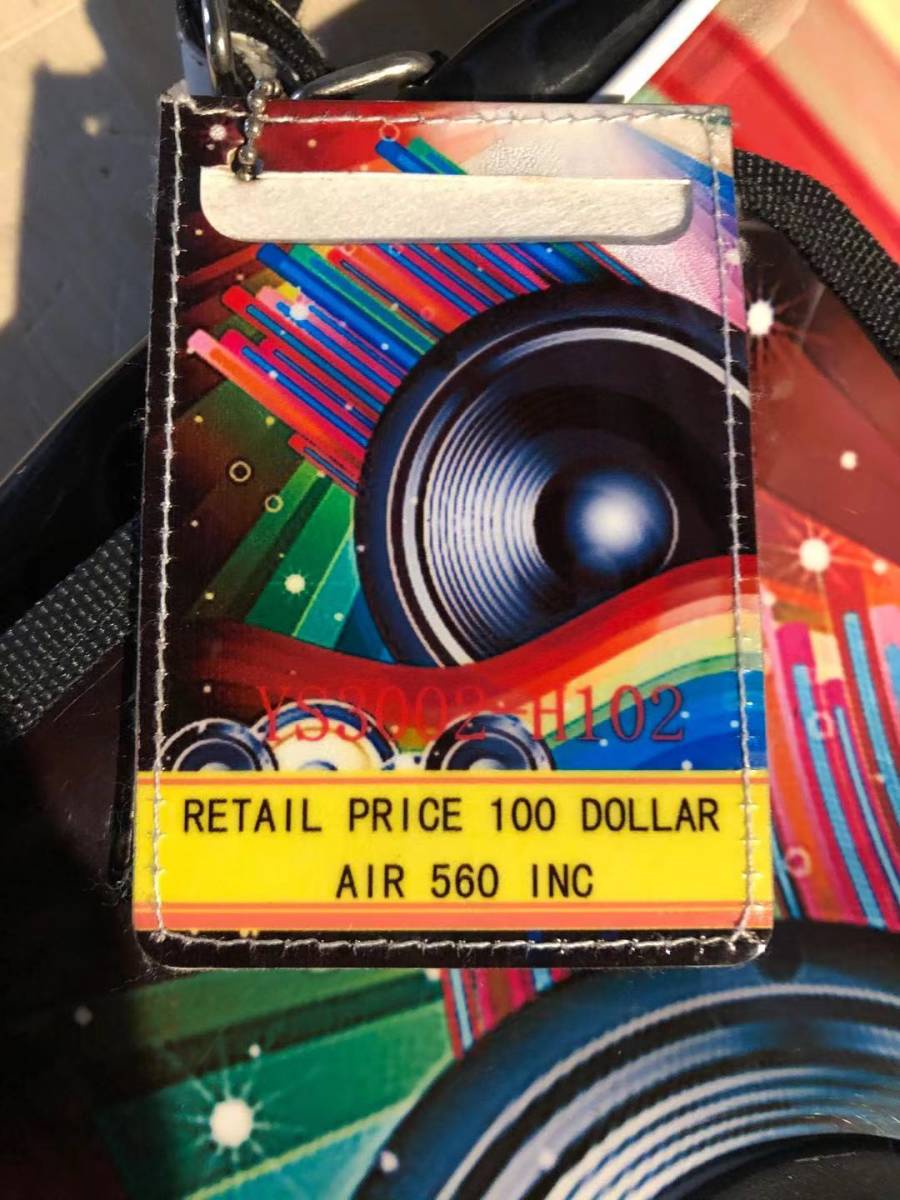 YS3002-H102
RETAIL PRICE 100 DOLLAR
AIR 560 INC